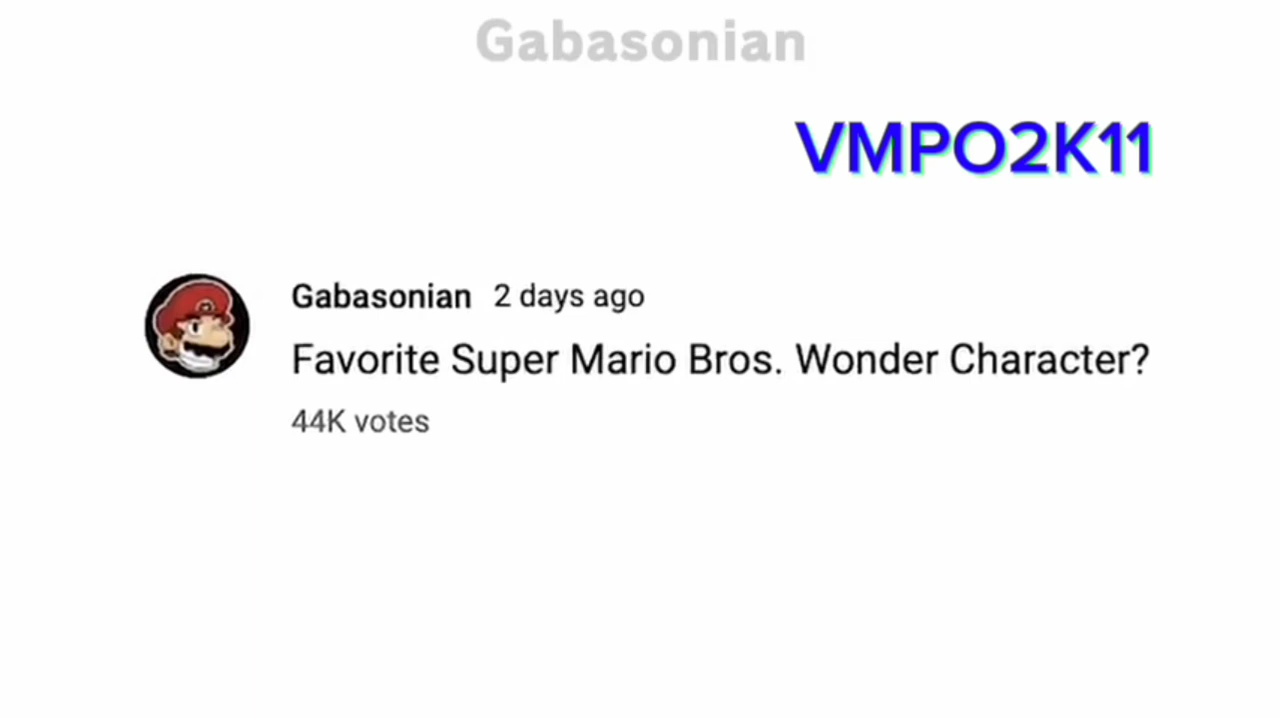 Gabasonian
VMPO2K11
Gabasonian 2 days ago
Favorite Super Mario Bros. Wonder Character?
44K votes